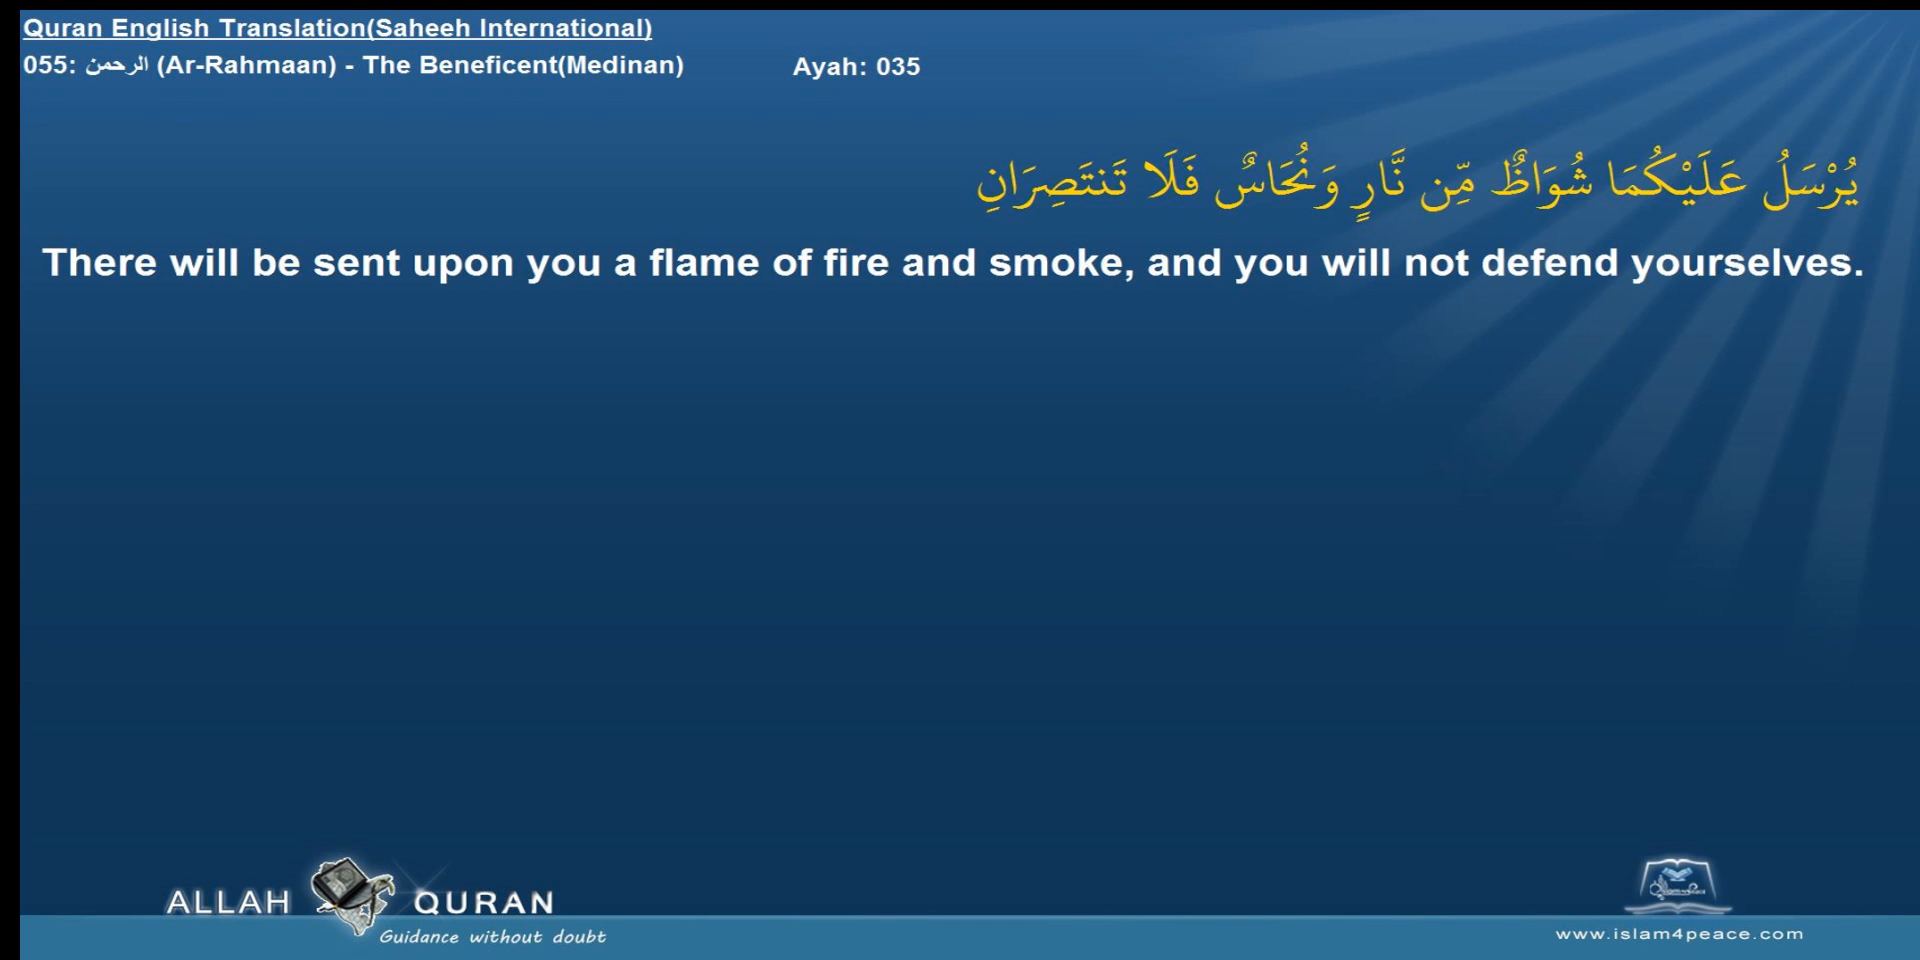 Quran English Translation(Saheeh International)
055: الرحمن (Ar-Rahmaan) - The Beneficent(Medinan) Ayah: 035
يُرْسَلُ عَلَيْكُمَا شُوَاظٌ مِّن نَّارٍ وَنُحَاسٌ فَلَا تَنتَصِرَانِ
There will be sent upon you a flame of fire and smoke, and you will not defend yourselves.
ALLAH QURAN
Guidance without doubt
www.islam4peace.com